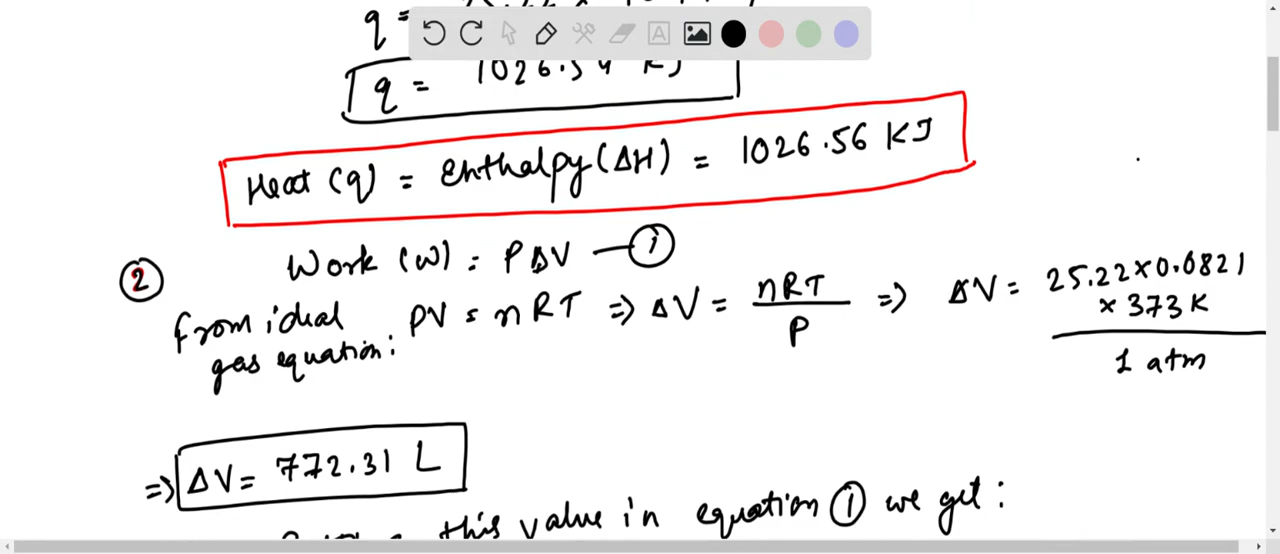 q =
q = 1026.54 KJ
Heat (q) = Enthalpy (ΔH) = 1026.56 KJ
2 Work (W) = PΔV — 1
From ideal gas equation: PV = nRT ⇒ ΔV = nRT / P ⇒ ΔV = 25.22 × 0.0821 × 373 K / 1 atm
⇒ ΔV = 772.31 L
this value in equation 1 we get: